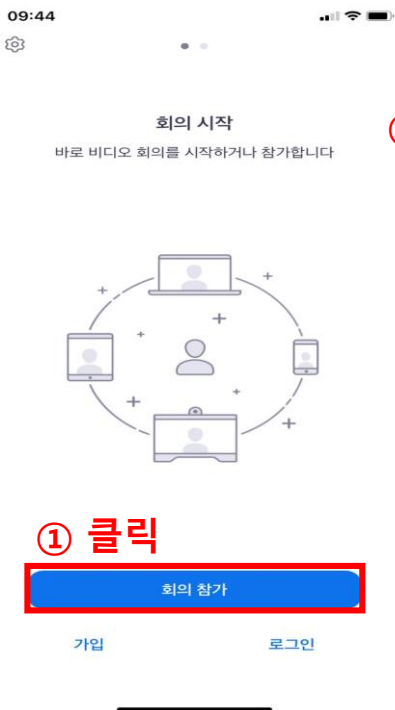 09:44
회의 시작
바로 비디오 회의를 시작하거나 참가합니다
① 클릭
회의 참가
가입 로그인